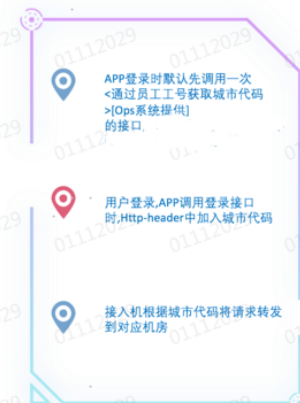 APP登录时默认先调用一次
<通过员工工号获取城市代码
>[Ops系统提供]
的接口
用户登录,APP调用登录接口
时,Http-header中加入城市代码
接入机根据城市代码将请求转发
到对应机房
01112029
01112029